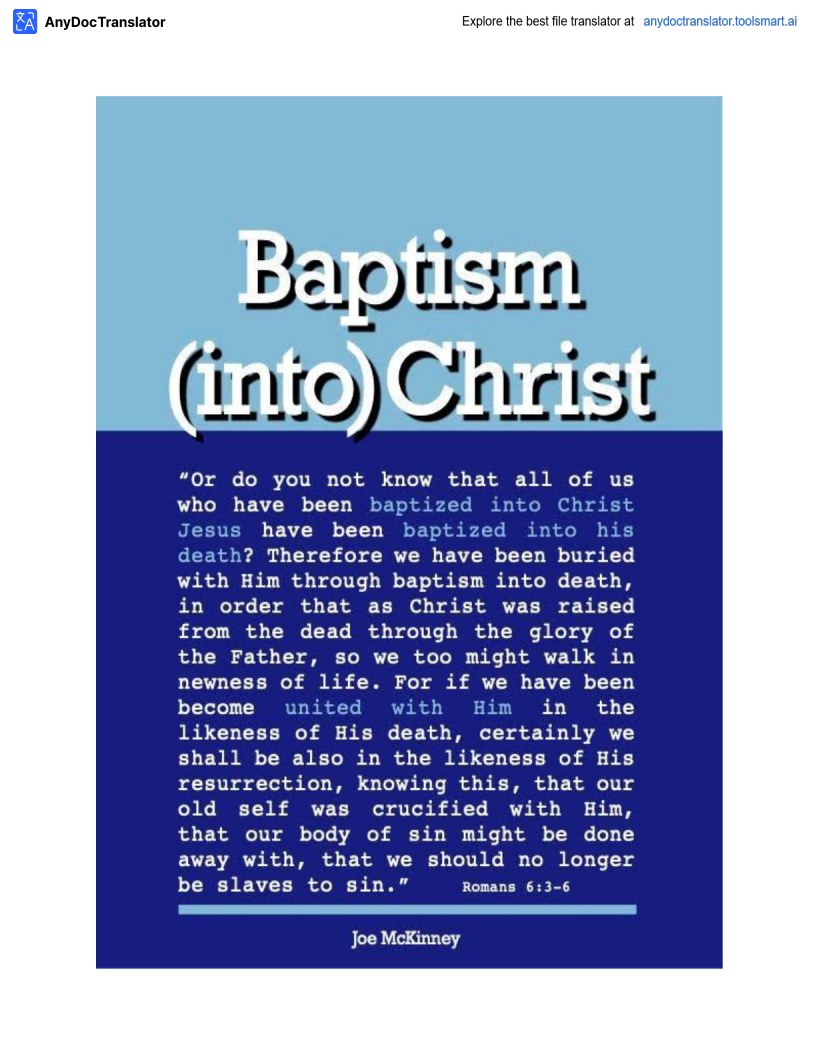 AnyDocTranslator
Explore the best file translator at anydoctranslator.toolsmart.ai
Baptism
(into) Christ
“Or do you not know that all of us
who have been baptized into Christ
Jesus have been baptized into his
death? Therefore we have been buried
with Him through baptism into death,
in order that as Christ was raised
from the dead through the glory of
the Father, so we too might walk in
newness of life. For if we have been
become united with Him in the
likeness of His death, certainly we
shall be also in the likeness of His
resurrection, knowing this, that our
old self was crucified with Him,
that our body of sin might be done
away with, that we should no longer
be slaves to sin.” Romans 6:3-6
Joe McKinney